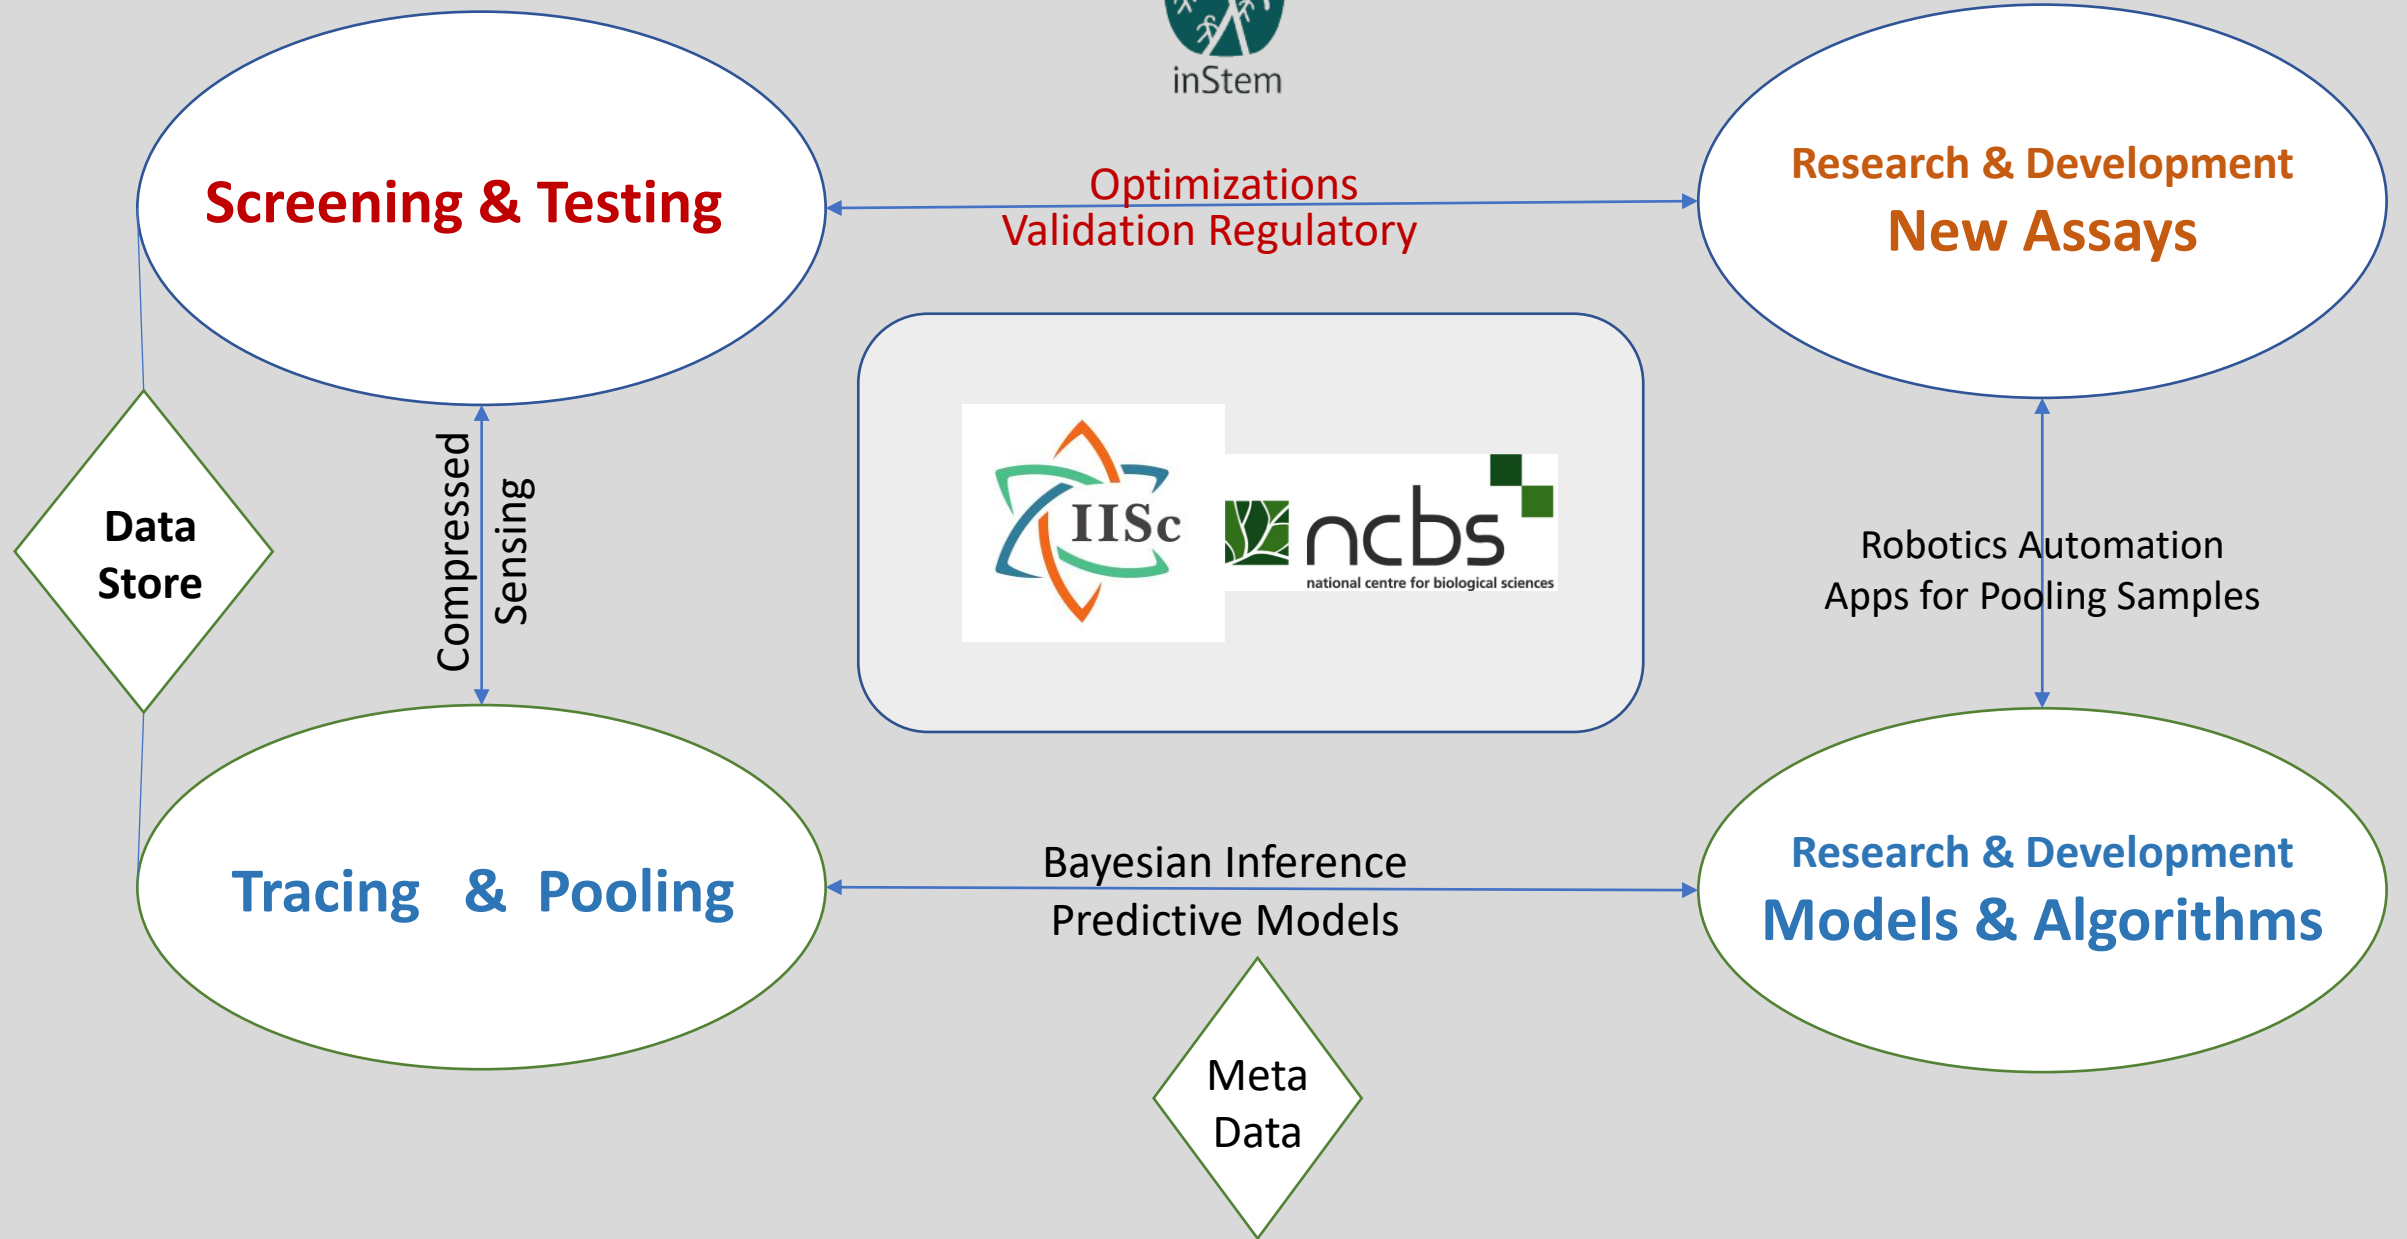 inStem
Screening & Testing
Optimizations
Validation Regulatory
Research & Development
New Assays
Data
Store
Compressed
Sensing
IISc
ncbs
national centre for biological sciences
Robotics Automation
Apps for Pooling Samples
Tracing & Pooling
Bayesian Inference
Predictive Models
Research & Development
Models & Algorithms
Meta
Data